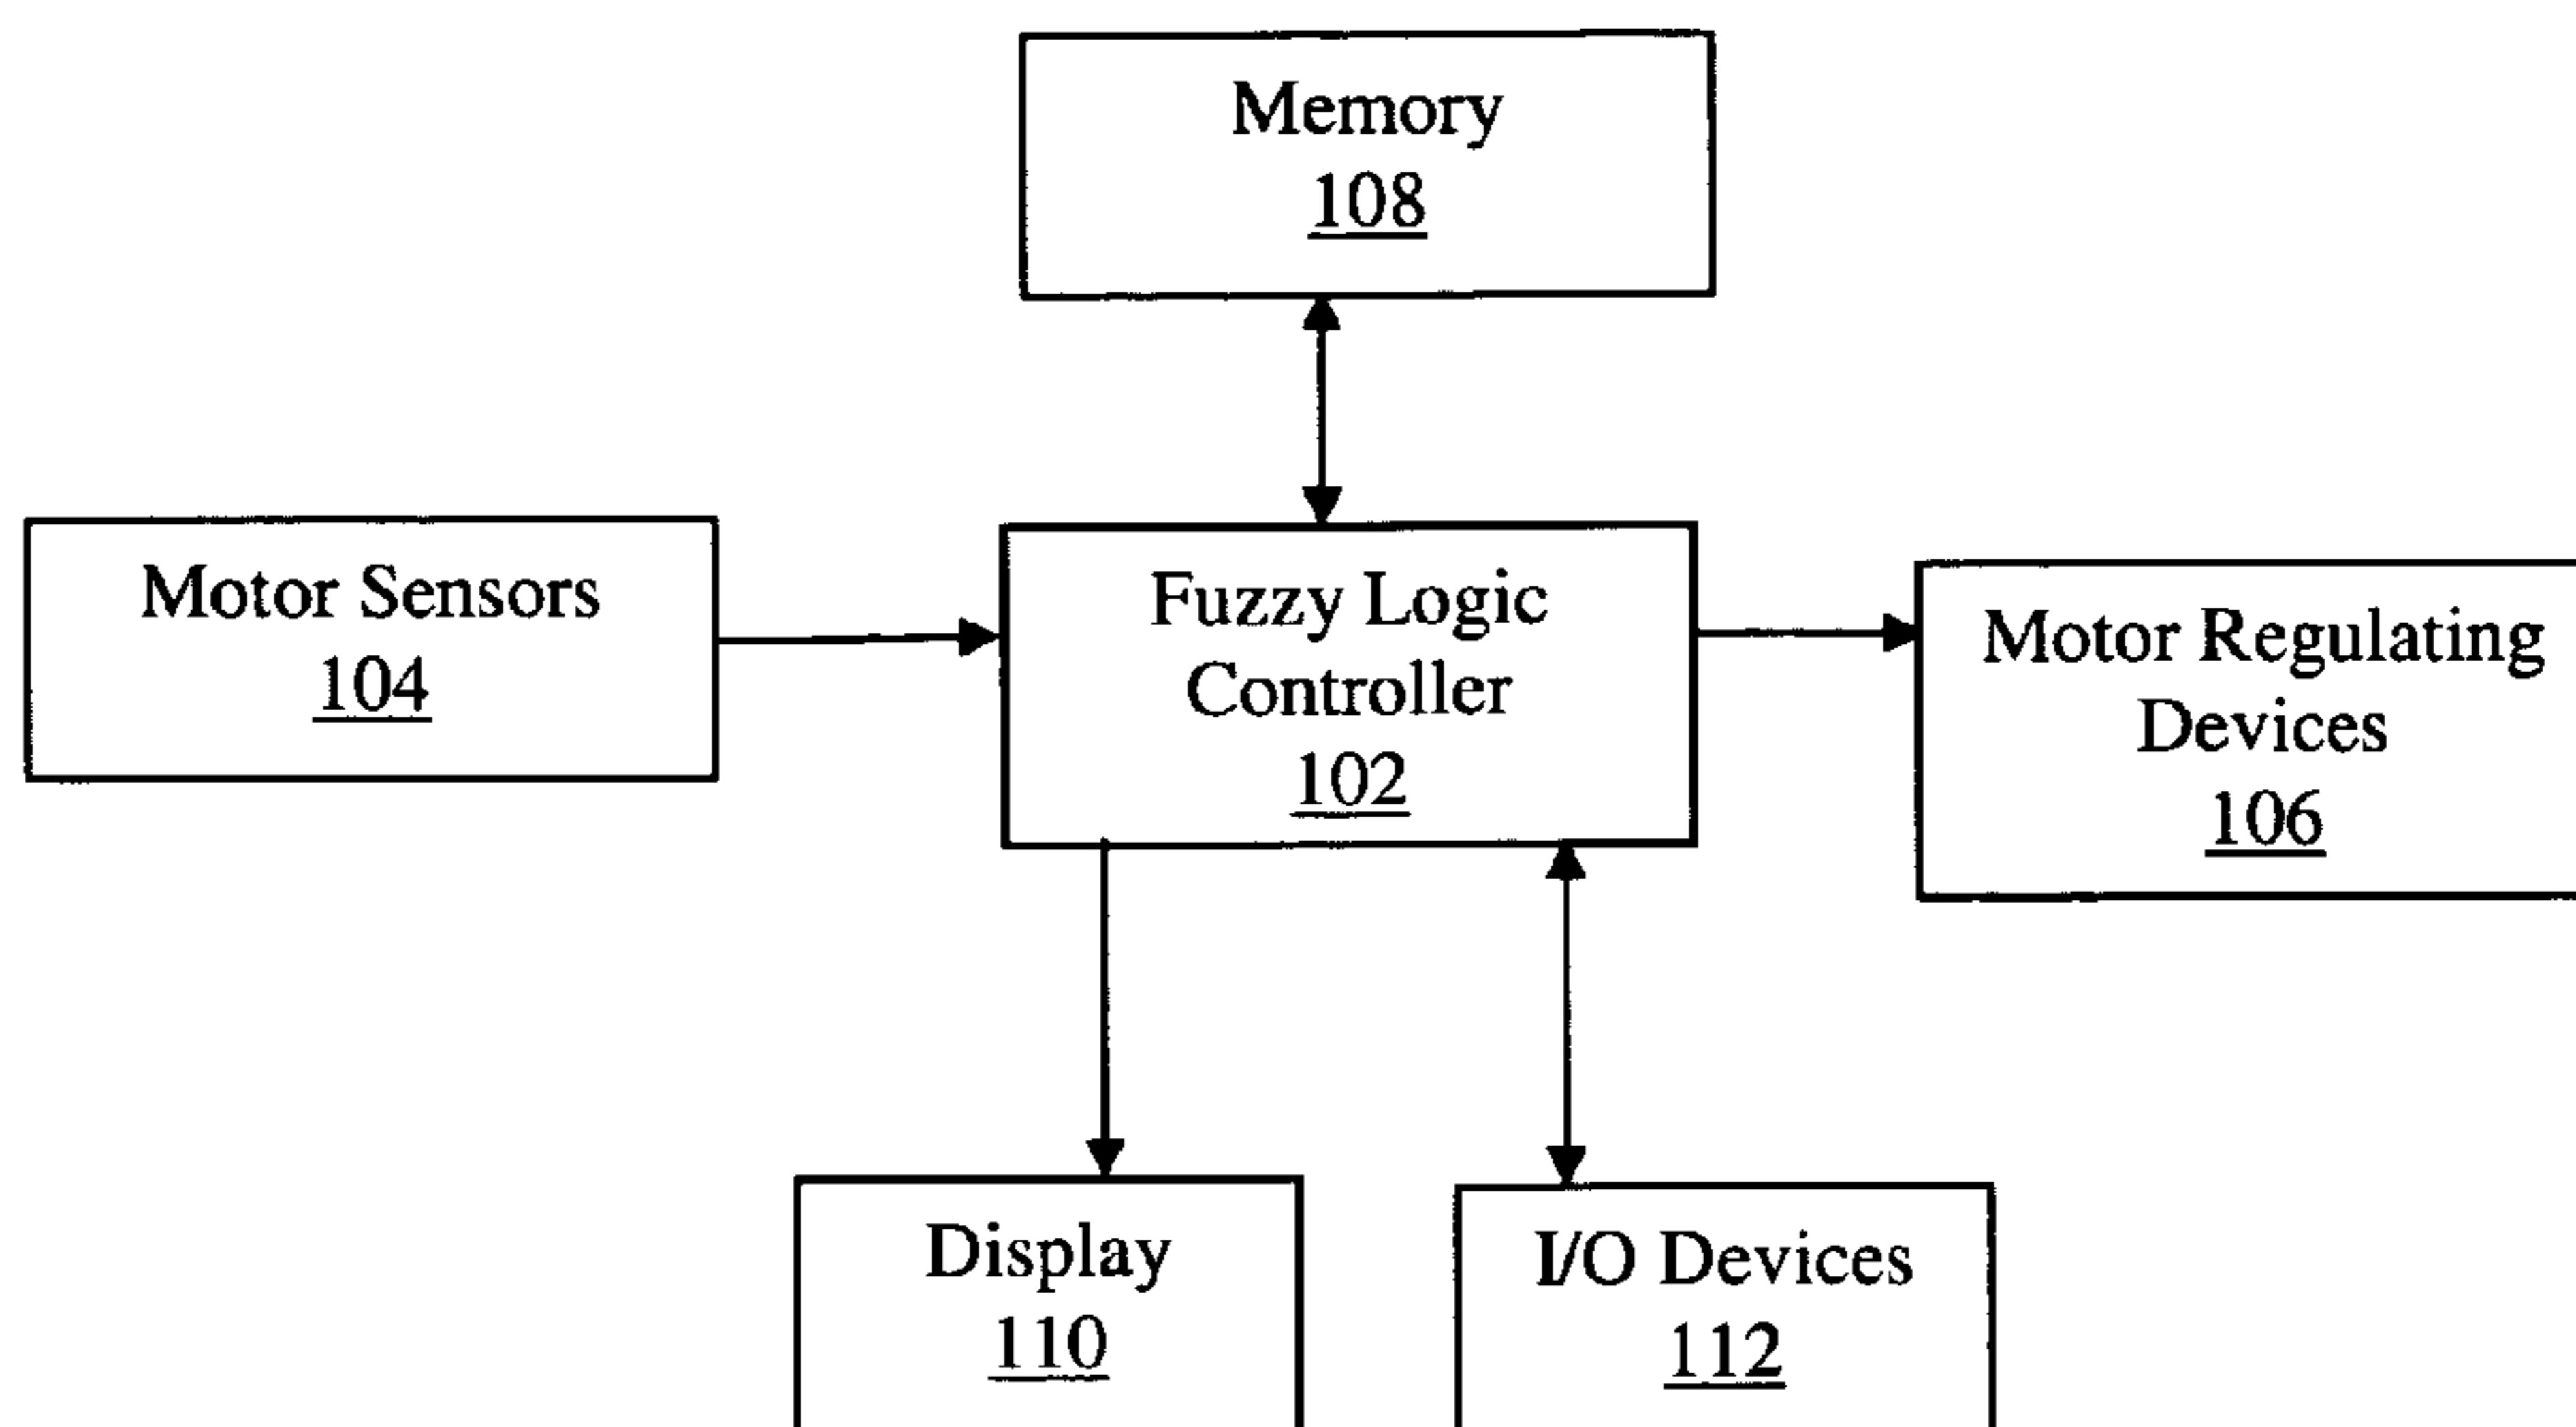 Memory
108
Motor Sensors
104
Fuzzy Logic
Controller
102
Motor Regulating
Devices
106
Display
110
I/O Devices
112